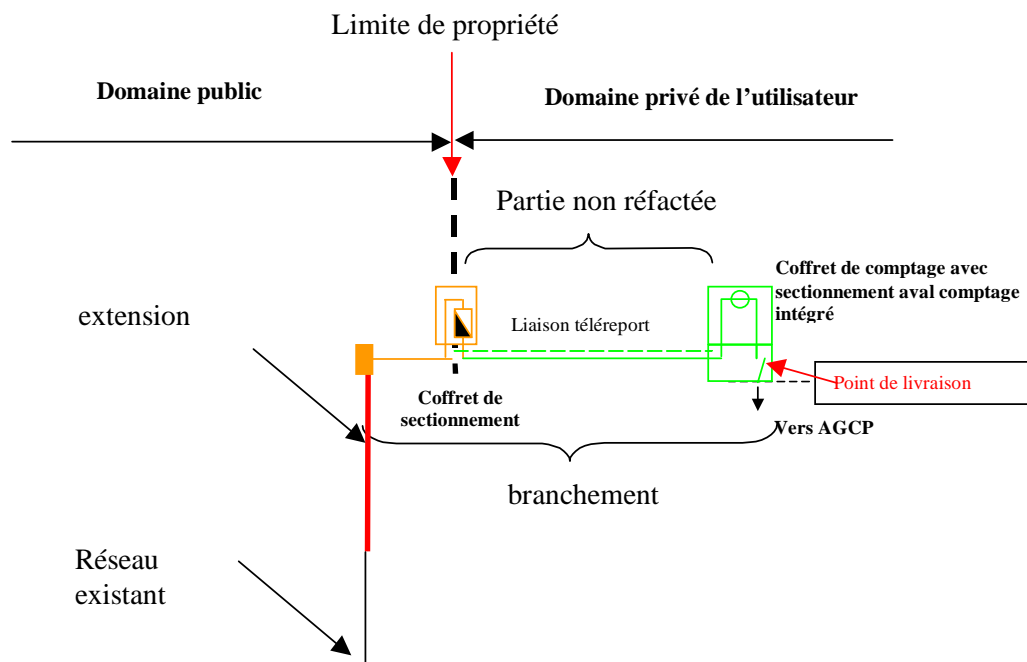 Limite de propriété
Domaine public
Domaine privé de l’utilisateur
Partie non réfactée
Coffret de comptage avec
sectionnement aval comptage
intégré
extension
Liaison téléreport
Point de livraison
Coffret de
sectionnement
Vers AGCP
branchement
Réseau
existant